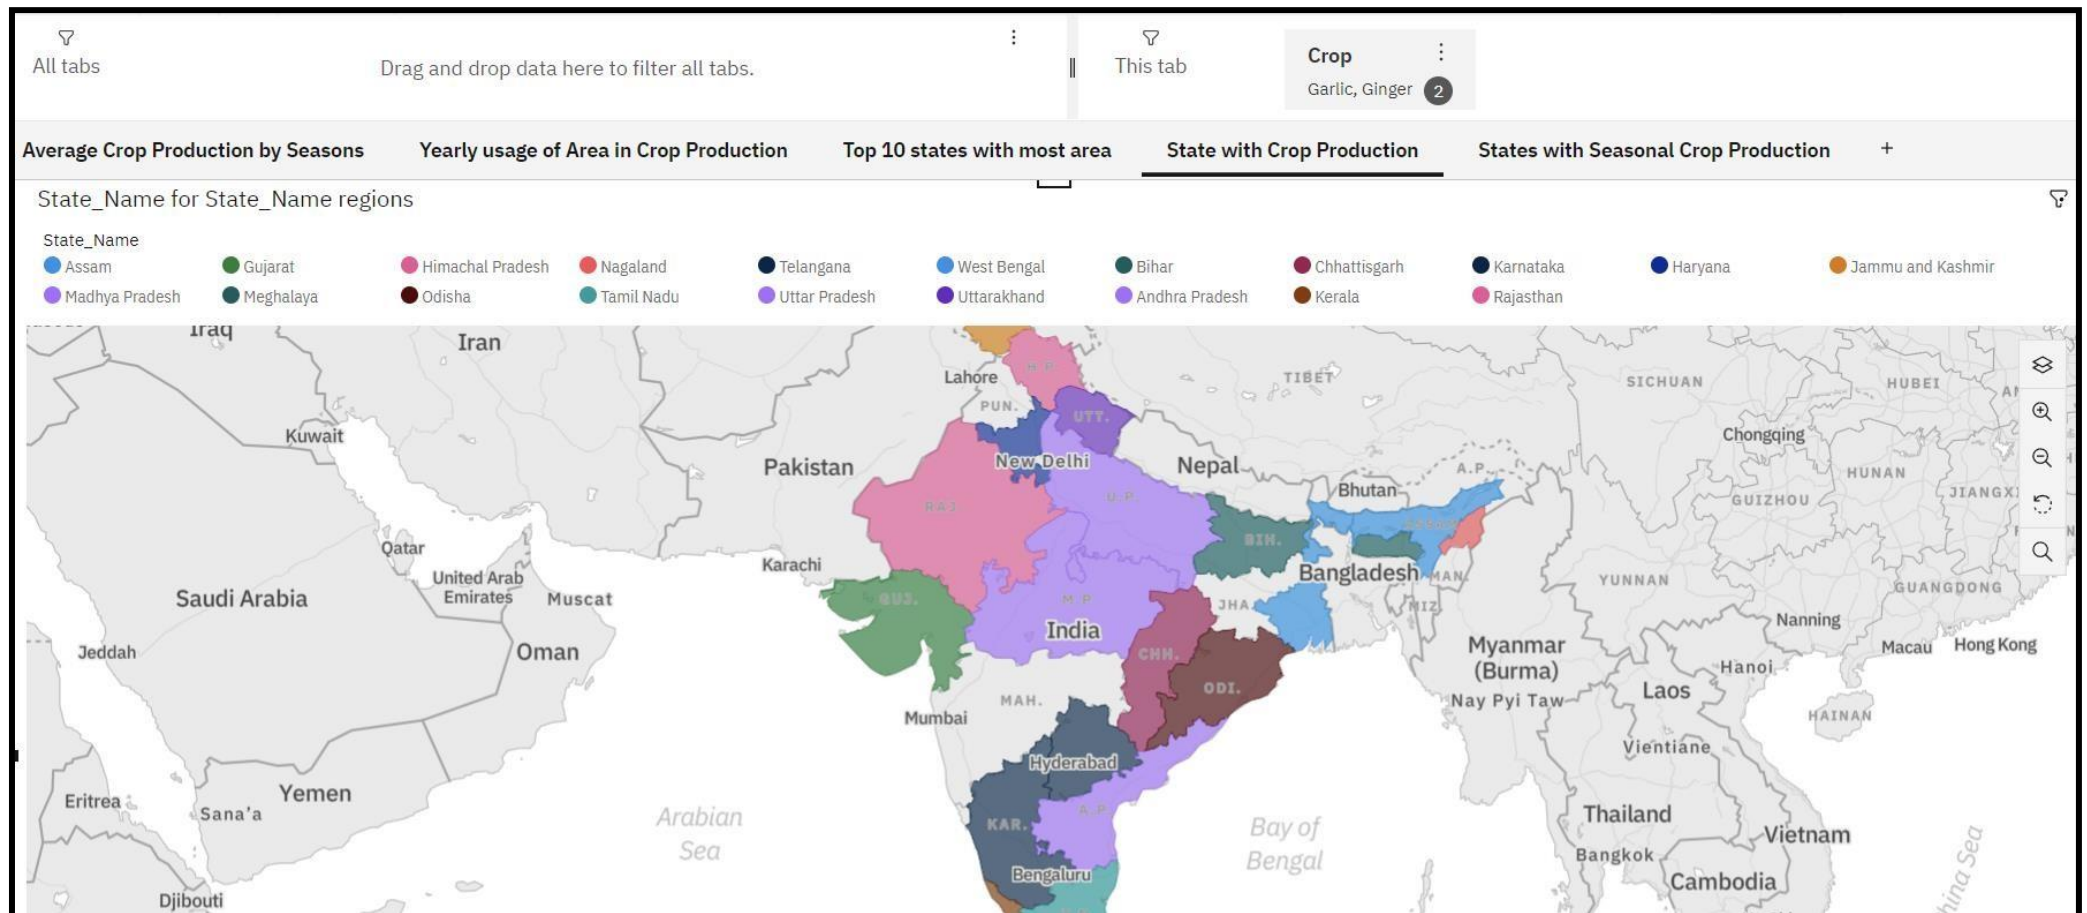 All tabs
Drag and drop data here to filter all tabs.
This tab
Crop
Garlic, Ginger 2
Average Crop Production by Seasons
Yearly usage of Area in Crop Production
Top 10 states with most area
State with Crop Production
States with Seasonal Crop Production
+
State_Name for State_Name regions
State_Name
Assam Gujarat Himachal Pradesh Nagaland Telangana West Bengal Bihar Chhattisgarh Karnataka Haryana Jammu and Kashmir
Madhya Pradesh Meghalaya Odisha Tamil Nadu Uttar Pradesh Uttarakhand Andhra Pradesh Kerala Rajasthan
Iraq
Iran
Lahore
H.P.
TIBET
SICHUAN
HUBEI
PUN.
UTT.
Kuwait
Chongqing
Pakistan
New Delhi
Nepal
A.P.
HUNAN
Bhutan
U.P.
GUIZHOU
JIANGXI
RAJ.
ASSAM
Qatar
BIH.
Karachi
United Arab
Emirates
Bangladesh
MAN.
YUNNAN
GUANGDONG
Saudi Arabia
Muscat
GUJ.
M.P.
JHA.
MIZ.
Nanning
India
Jeddah
Oman
CHH.
Myanmar
(Burma)
Macau
Hong Kong
Hanoi
ODI.
Laos
MAH.
Nay Pyi Taw
Mumbai
HAINAN
Vientiane
Hyderabad
Yemen
Eritrea
Sana'a
Arabian
Sea
A.P.
KAR.
Bay of
Bengal
Thailand
Vietnam
Bangkok
Bengaluru
Cambodia
Djibouti
hina Sea